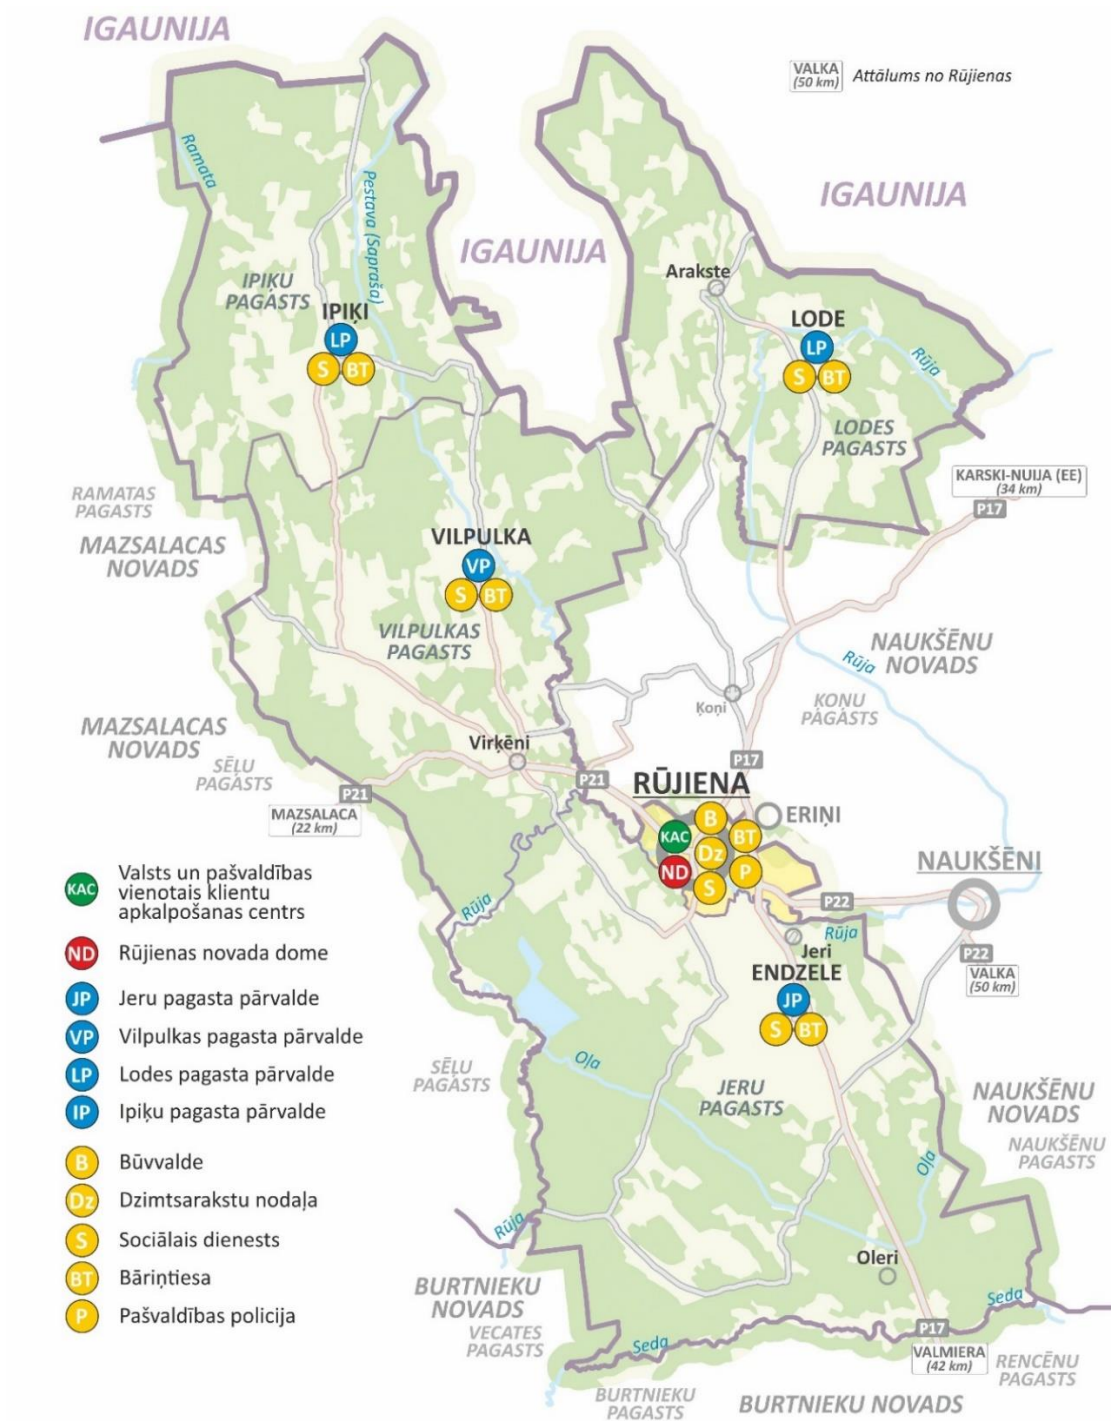 IGAUNIJA
VALKA
(50 km)
Attālums no Rūjienas
Ramata
Pestava (Sapraša)
IGAUNIJA
IGAUNIJA
IPIĶU
PAGASTS
IPIĶI
LP
S
BT
Arakste
LODE
LP
S
BT
Rūja
LODES
PAGASTS
KARSKI-NUIJA (EE)
(34 km)
P17
RAMATAS
PAGASTS
MAZSALACAS
NOVADS
VILPULKA
VP
S
BT
VILPULKAS
PAGASTS
NAUKŠĒNU
NOVADS
Rūja
Ķoņi
KOŅU
PAGASTS
MAZSALACAS
NOVADS
SĒĻU
PAGASTS
Virķēni
P21
MAZSALACA
(22 km)
P21
P17
RŪJIENA
B
KAC
BT
Dz
ND
P
S
ERIŅI
NAUKŠĒNI
P22
P22
VALKA
(50 km)
Rūja
Rūja
Jeri
ENDZELE
JP
S
BT
KAC
Valsts un pašvaldības
vienotais klientu
apkalpošanas centrs
ND
Rūjienas novada dome
JP
Jeru pagasta pārvalde
VP
Vilpulkas pagasta pārvalde
LP
Lodes pagasta pārvalde
IP
Ipiķu pagasta pārvalde
B
Būvvalde
Dz
Dzimtsarakstu nodaļa
S
Sociālais dienests
BT
Bāriņtiesa
P
Pašvaldības policija
SĒĻU
PAGASTS
Oļa
JERU
PAGASTS
NAUKŠĒNU
NOVADS
NAUKŠĒNU
PAGASTS
Oļa
Rūja
Oleri
BURTNIEKU
NOVADS
VECATES
PAGASTS
Seda
Seda
P17
VALMIERA
(42 km)
RENCĒNU
PAGASTS
BURTNIEKU
PAGASTS
BURTNIEKU NOVADS